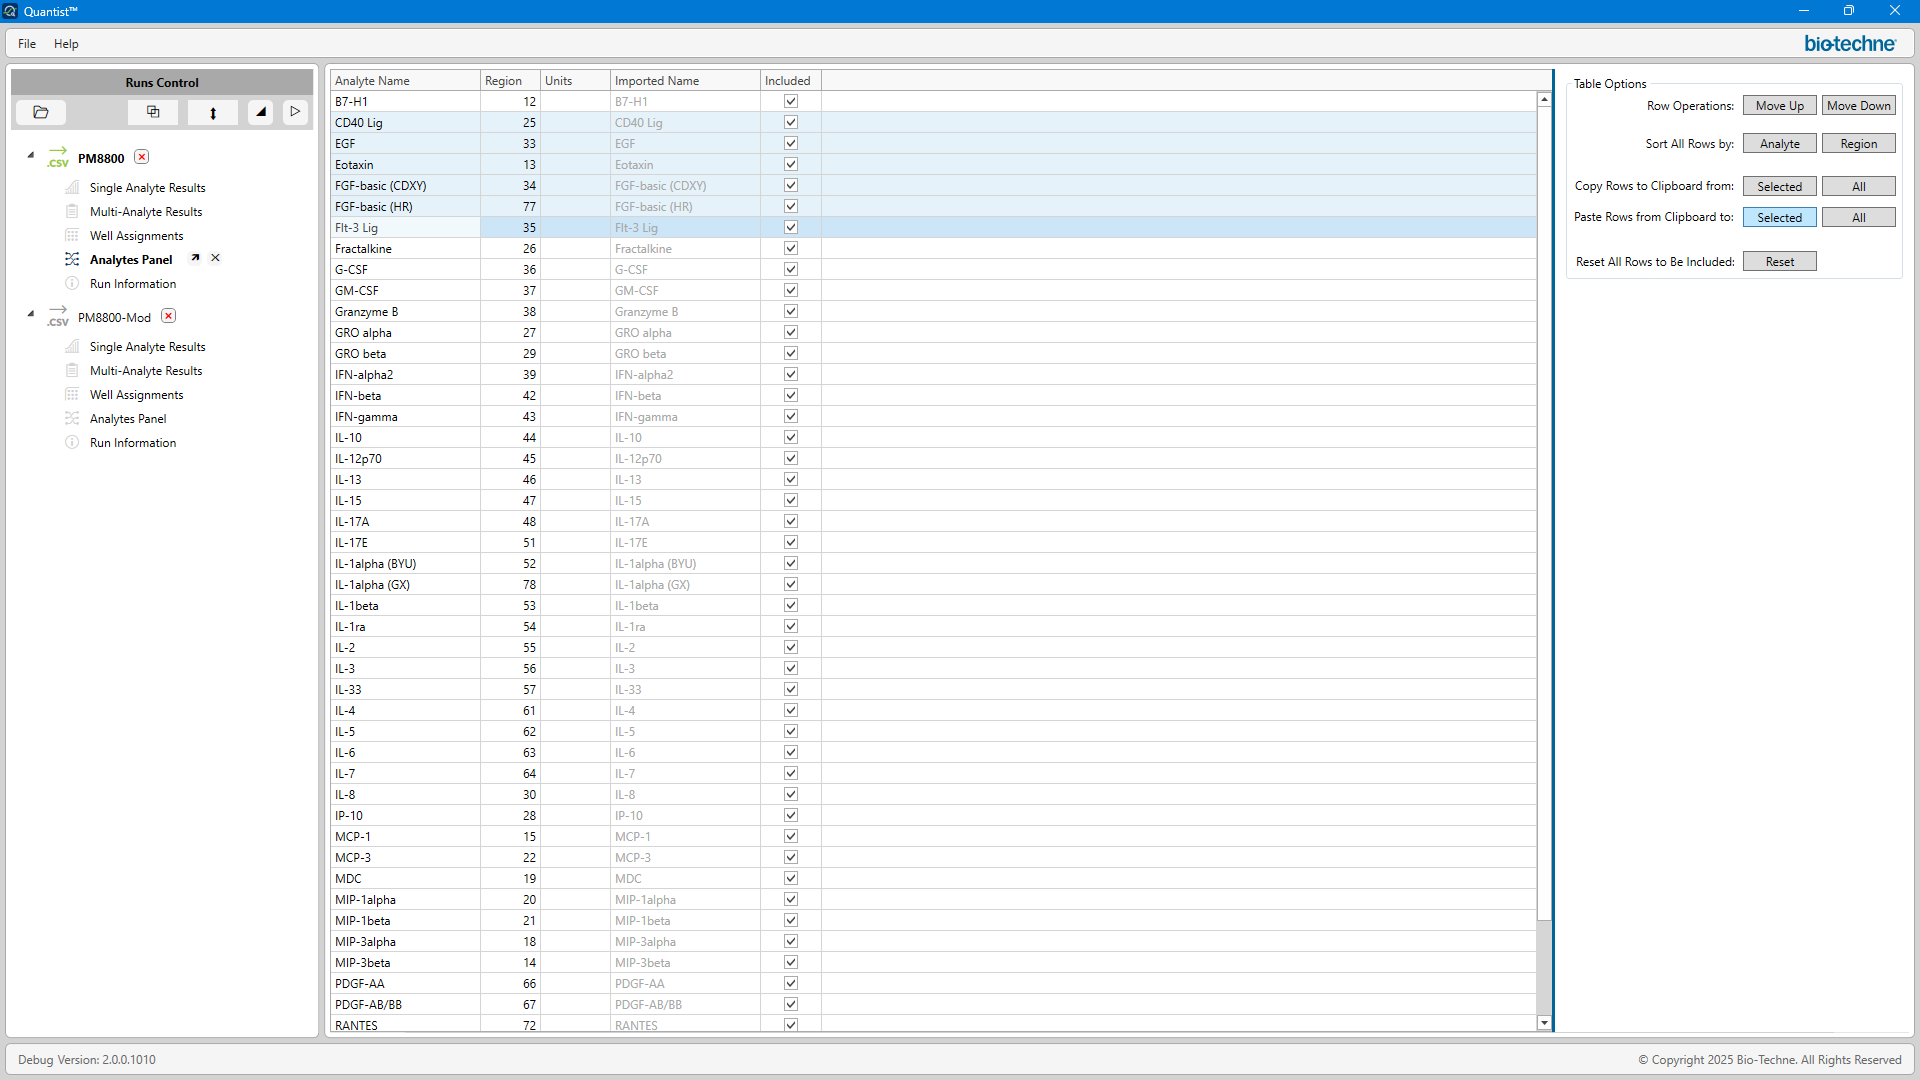 Quantist™
File Help
bio-techne
Runs Control
PM8800
Single Analyte Results
Multi-Analyte Results
Well Assignments
Analytes Panel
Run Information
PM8800-Mod
Single Analyte Results
Multi-Analyte Results
Well Assignments
Analytes Panel
Run Information
Analyte Name Region Units Imported Name Included
B7-H1 12 B7-H1
CD40 Lig 25 CD40 Lig
EGF 33 EGF
Eotaxin 13 Eotaxin
FGF-basic (CDXY) 34 FGF-basic (CDXY)
FGF-basic (HR) 77 FGF-basic (HR)
Flt-3 Lig 35 Flt-3 Lig
Fractalkine 26 Fractalkine
G-CSF 36 G-CSF
GM-CSF 37 GM-CSF
Granzyme B 38 Granzyme B
GRO alpha 27 GRO alpha
GRO beta 29 GRO beta
IFN-alpha2 39 IFN-alpha2
IFN-beta 42 IFN-beta
IFN-gamma 43 IFN-gamma
IL-10 44 IL-10
IL-12p70 45 IL-12p70
IL-13 46 IL-13
IL-15 47 IL-15
IL-17A 48 IL-17A
IL-17E 51 IL-17E
IL-1alpha (BYU) 52 IL-1alpha (BYU)
IL-1alpha (GX) 78 IL-1alpha (GX)
IL-1beta 53 IL-1beta
IL-1ra 54 IL-1ra
IL-2 55 IL-2
IL-3 56 IL-3
IL-33 57 IL-33
IL-4 61 IL-4
IL-5 62 IL-5
IL-6 63 IL-6
IL-7 64 IL-7
IL-8 30 IL-8
IP-10 28 IP-10
MCP-1 15 MCP-1
MCP-3 22 MCP-3
MDC 19 MDC
MIP-1alpha 20 MIP-1alpha
MIP-1beta 21 MIP-1beta
MIP-3alpha 18 MIP-3alpha
MIP-3beta 14 MIP-3beta
PDGF-AA 66 PDGF-AA
PDGF-AB/BB 67 PDGF-AB/BB
RANTES 72 RANTES
Table Options
Row Operations: Move Up Move Down
Sort All Rows by: Analyte Region
Copy Rows to Clipboard from: Selected All
Paste Rows from Clipboard to: Selected All
Reset All Rows to Be Included: Reset
Debug Version: 2.0.0.1010
© Copyright 2025 Bio-Techne. All Rights Reserved